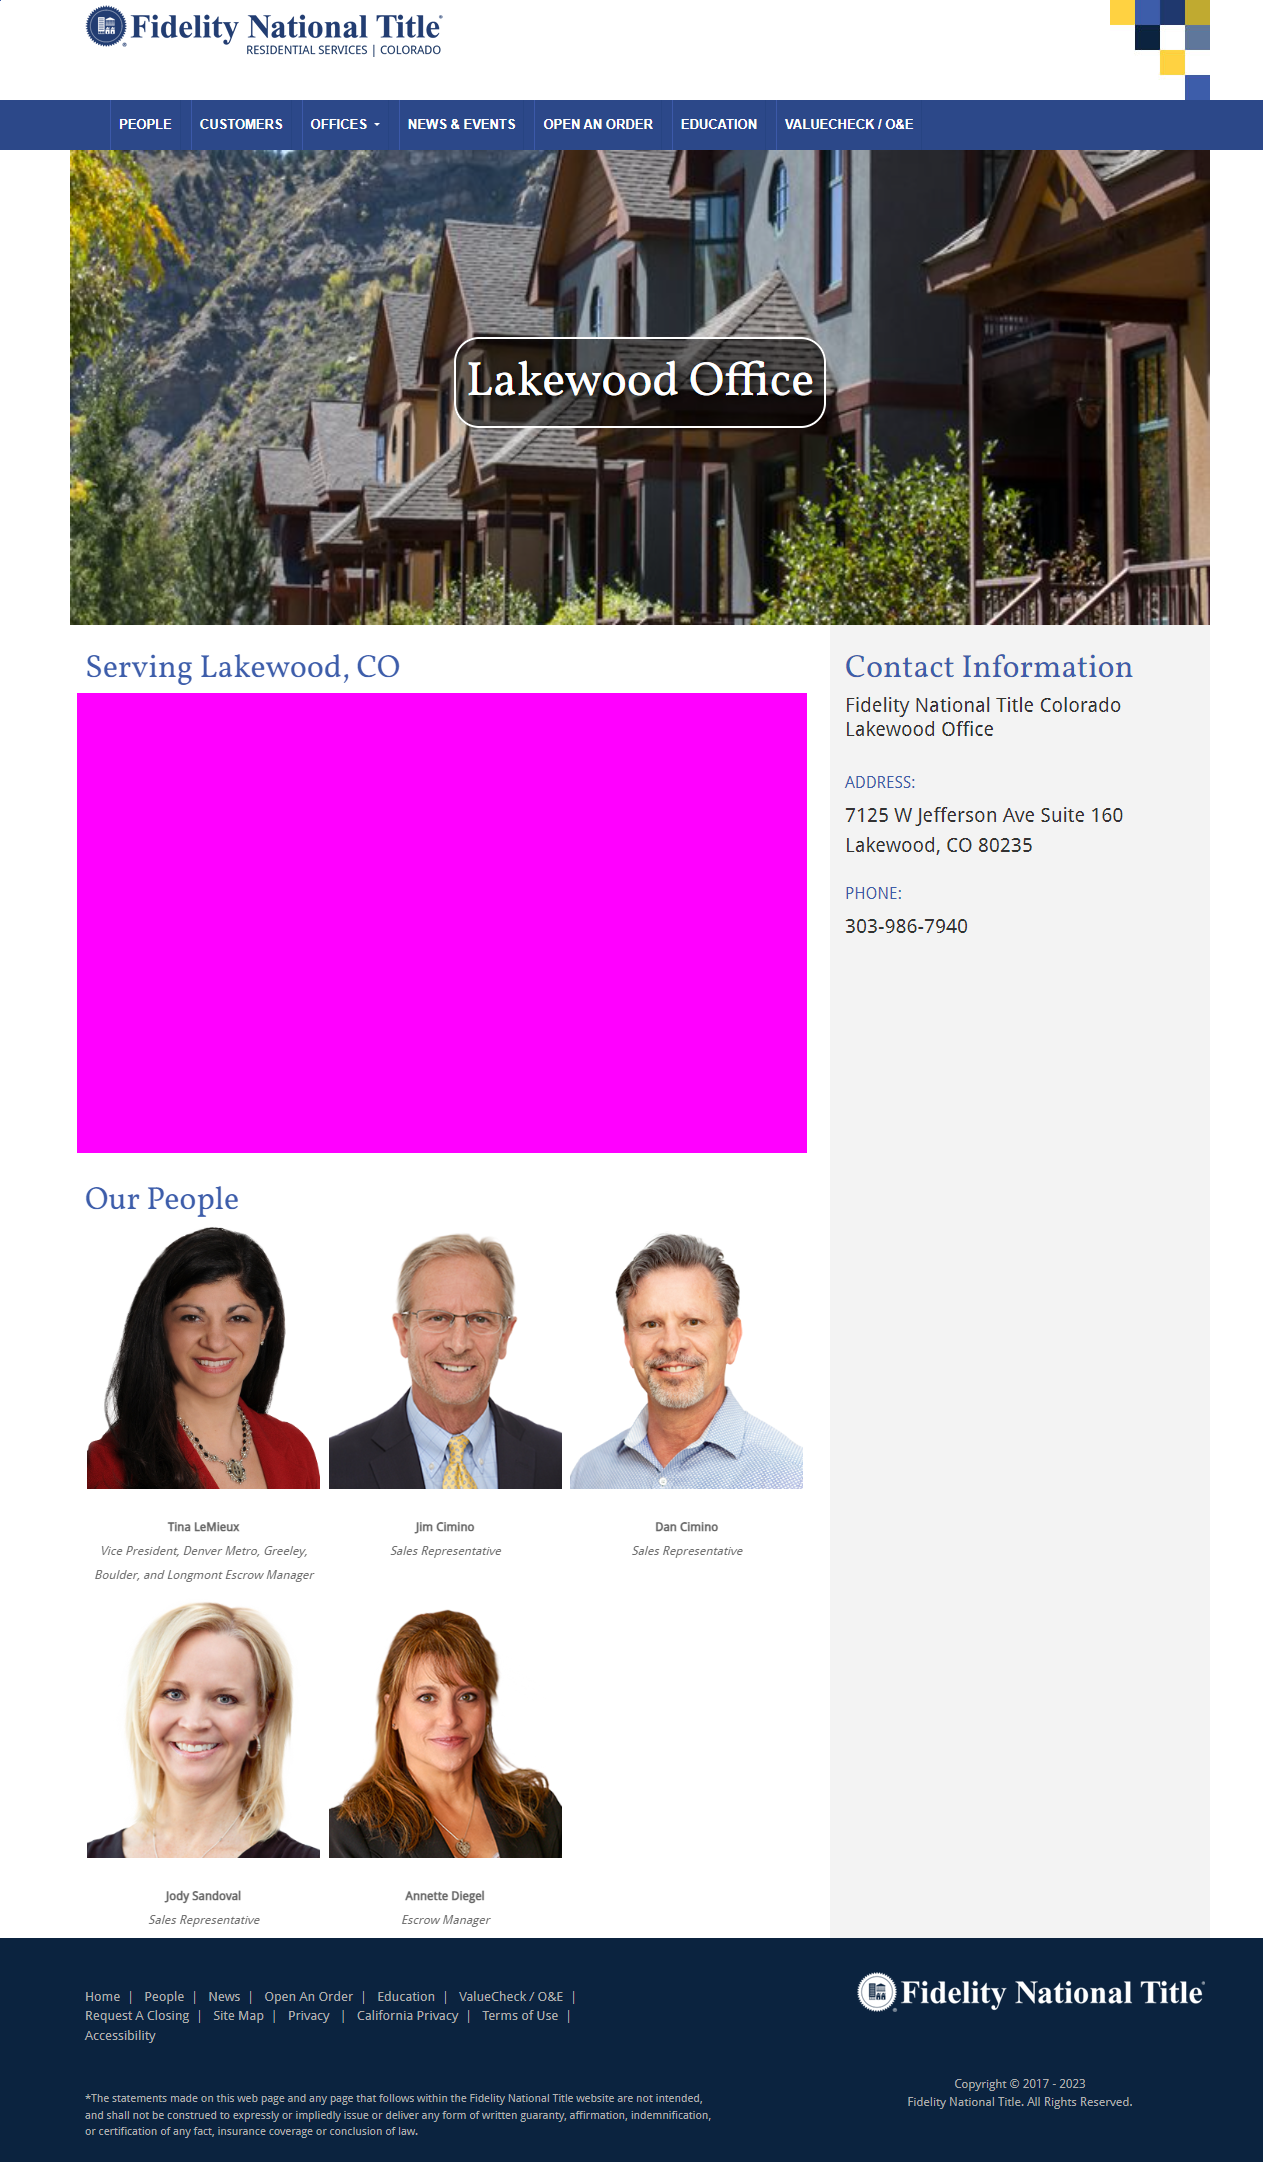 Fidelity National Title
RESIDENTIAL SERVICES | COLORADO
PEOPLE
CUSTOMERS
OFFICES
NEWS & EVENTS
OPEN AN ORDER
EDUCATION
VALUECHECK / O&E
Lakewood Office
Serving Lakewood, CO
Contact Information
Fidelity National Title Colorado
Lakewood Office
ADDRESS:
7125 W Jefferson Ave Suite 160
Lakewood, CO 80235
PHONE:
303-986-7940
Our People
Tina LeMieux
Vice President, Denver Metro, Greeley,
Boulder, and Longmont Escrow Manager
Jim Cimino
Sales Representative
Dan Cimino
Sales Representative
Jody Sandoval
Sales Representative
Annette Diegel
Escrow Manager
Home | People | News | Open An Order | Education | ValueCheck / O&E |
Request A Closing | Site Map | Privacy | California Privacy | Terms of Use |
Accessibility
*The statements made on this web page and any page that follows within the Fidelity National Title website are not intended,
and shall not be construed to expressly or impliedly issue or deliver any form of written guaranty, affirmation, indemnification,
or certification of any fact, insurance coverage or conclusion of law.
Fidelity National Title
Copyright © 2017 - 2023
Fidelity National Title. All Rights Reserved.